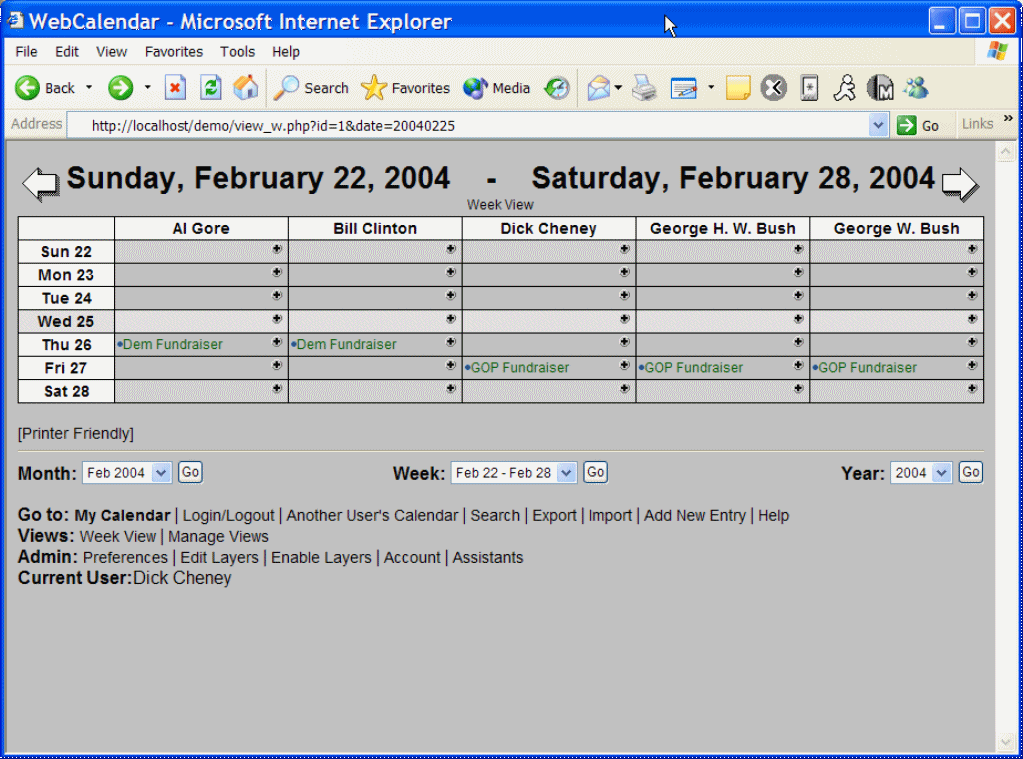 WebCalendar - Microsoft Internet Explorer
File Edit View Favorites Tools Help
Back Search Favorites Media
Address http://localhost/demo/view_w.php?id=1&date=20040225 Go Links »
Sunday, February 22, 2004 - Saturday, February 28, 2004
Week View
Al Gore Bill Clinton Dick Cheney George H. W. Bush George W. Bush
Sun 22
Mon 23
Tue 24
Wed 25
Thu 26 •Dem Fundraiser •Dem Fundraiser
Fri 27 •GOP Fundraiser •GOP Fundraiser •GOP Fundraiser
Sat 28
[Printer Friendly]
Month: Feb 2004 Go Week: Feb 22 - Feb 28 Go Year: 2004 Go
Go to: My Calendar | Login/Logout | Another User's Calendar | Search | Export | Import | Add New Entry | Help
Views: Week View | Manage Views
Admin: Preferences | Edit Layers | Enable Layers | Account | Assistants
Current User:Dick Cheney